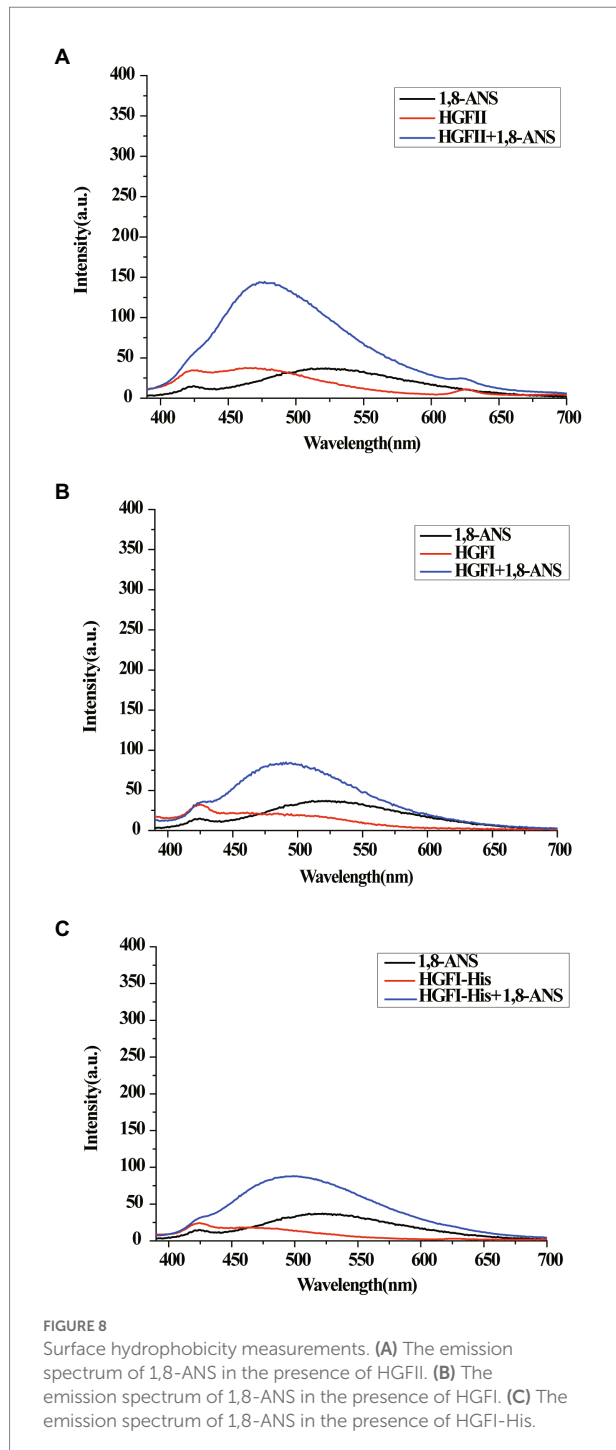 A
400
350
300
250
200
150
100
50
0
Intensity(a.u.)
1,8-ANS
HGFII
HGFII+1,8-ANS
400 450 500 550 600 650 700
Wavelength(nm)
B
400
350
300
250
200
150
100
50
0
Intensity(a.u.)
1,8-ANS
HGFI
HGFI+1,8-ANS
400 450 500 550 600 650 700
Wavelength(nm)
C
400
350
300
250
200
150
100
50
0
Intensity(a.u.)
1,8-ANS
HGFI-His
HGFI-His+1,8-ANS
400 450 500 550 600 650 700
Wavelength(nm)
FIGURE 8
Surface hydrophobicity measurements. (A) The emission
spectrum of 1,8-ANS in the presence of HGFII. (B) The
emission spectrum of 1,8-ANS in the presence of HGFI. (C) The
emission spectrum of 1,8-ANS in the presence of HGFI-His.